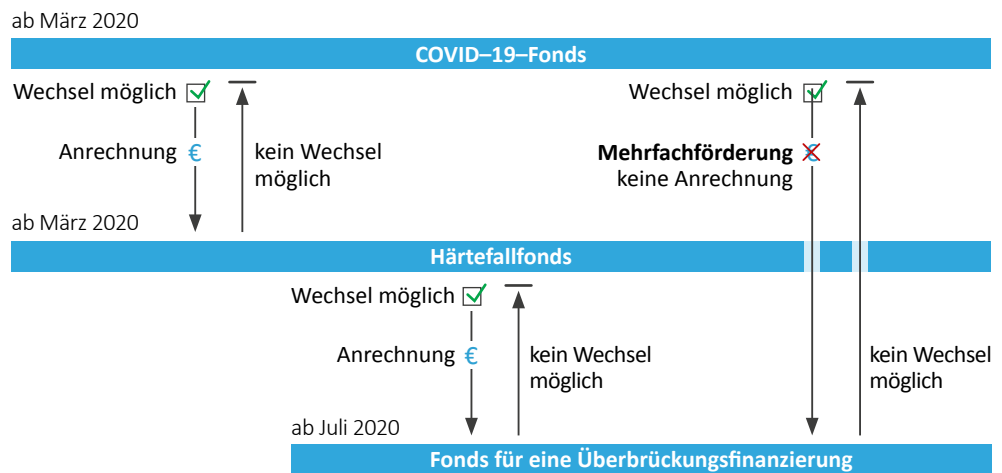 ab März 2020
COVID–19–Fonds
Wechsel möglich
Wechsel möglich
Anrechnung €
kein Wechsel
möglich
Mehrfachförderung €
keine Anrechnung
ab März 2020
Härtefallfonds
Wechsel möglich
Anrechnung €
kein Wechsel
möglich
kein Wechsel
möglich
ab Juli 2020
Fonds für eine Überbrückungsfinanzierung